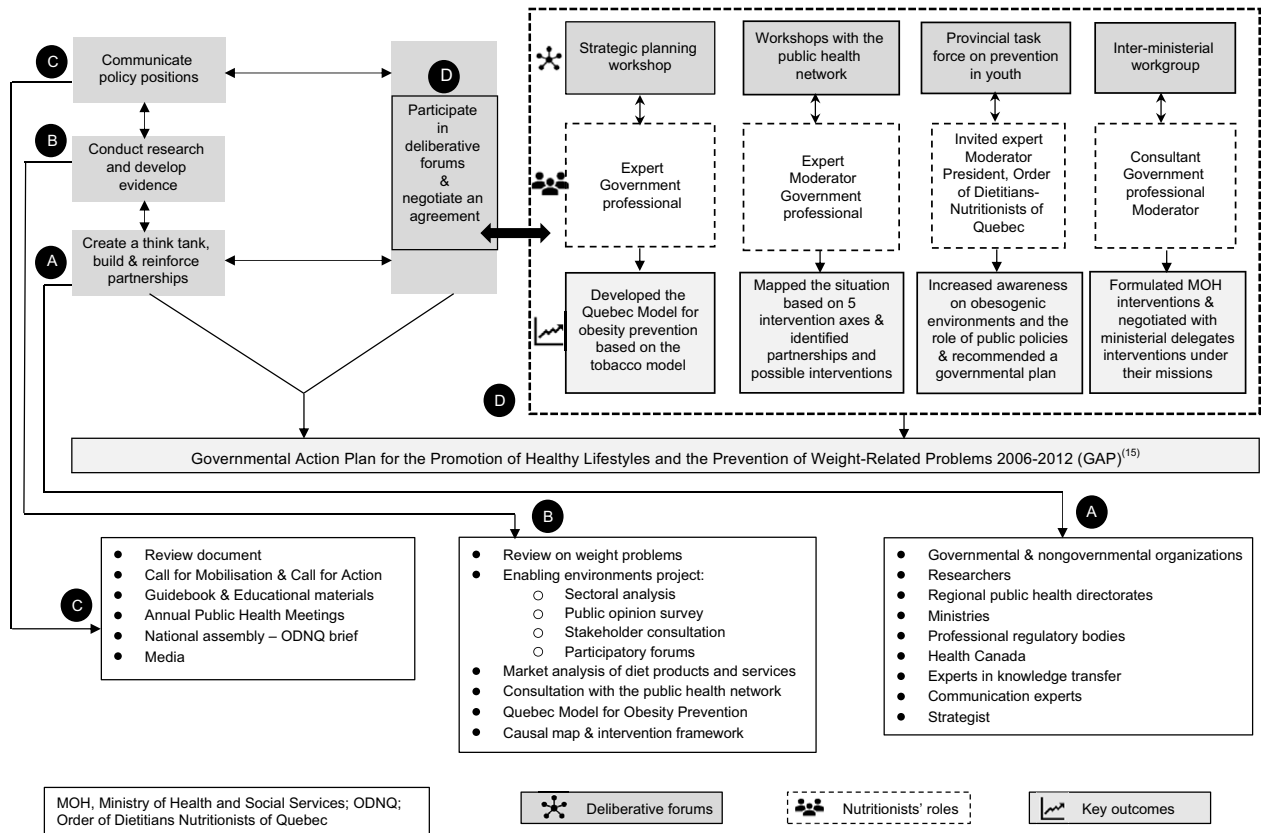 C
Communicate
policy positions
B
Conduct research
and develop
evidence
A
Create a think tank,
build & reinforce
partnerships
D
Participate
in
deliberative
forums
&
negotiate an
agreement
Strategic planning
workshop
Workshops with the
public health
network
Provincial task
force on prevention
in youth
Inter-ministerial
workgroup
Expert
Government
professional
Expert
Moderator
Government
professional
Invited expert
Moderator
President, Order
of Dietitians-
Nutritionists of
Quebec
Consultant
Government
professional
Moderator
Developed the
Quebec Model for
obesity prevention
based on the
tobacco model
Mapped the situation
based on 5
intervention axes &
identified
partnerships and
possible interventions
Increased awareness
on obesogenic
environments and the
role of public policies
& recommended a
governmental plan
Formulated MOH
interventions &
negotiated with
ministerial delegates
interventions under
their missions
D
Governmental Action Plan for the Promotion of Healthy Lifestyles and the Prevention of Weight-Related Problems 2006-2012 (GAP)(15)
C
● Review document
● Call for Mobilisation & Call for Action
● Guidebook & Educational materials
● Annual Public Health Meetings
● National assembly – ODNQ brief
● Media
B
● Review on weight problems
● Enabling environments project:
○ Sectoral analysis
○ Public opinion survey
○ Stakeholder consultation
○ Participatory forums
● Market analysis of diet products and services
● Consultation with the public health network
● Quebec Model for Obesity Prevention
● Causal map & intervention framework
A
● Governmental & nongovernmental organizations
● Researchers
● Regional public health directorates
● Ministries
● Professional regulatory bodies
● Health Canada
● Experts in knowledge transfer
● Communication experts
● Strategist
MOH, Ministry of Health and Social Services; ODNQ;
Order of Dietitians Nutritionists of Quebec
Deliberative forums
Nutritionists' roles
Key outcomes